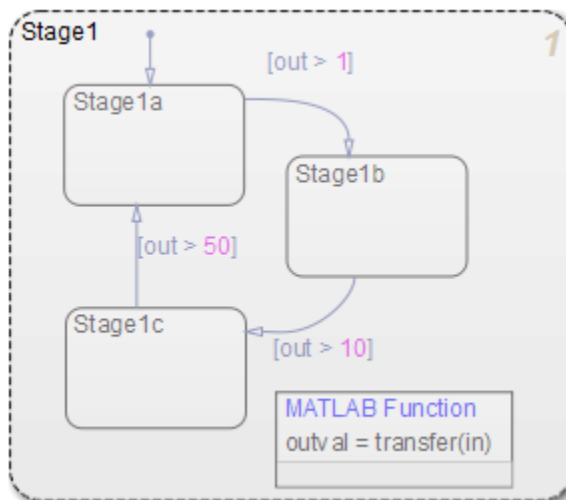 Stage1
1
[out > 1]
Stage1a
Stage1b
[out > 50]
Stage1c
[out > 10]
MATLAB Function
outval = transfer(in)